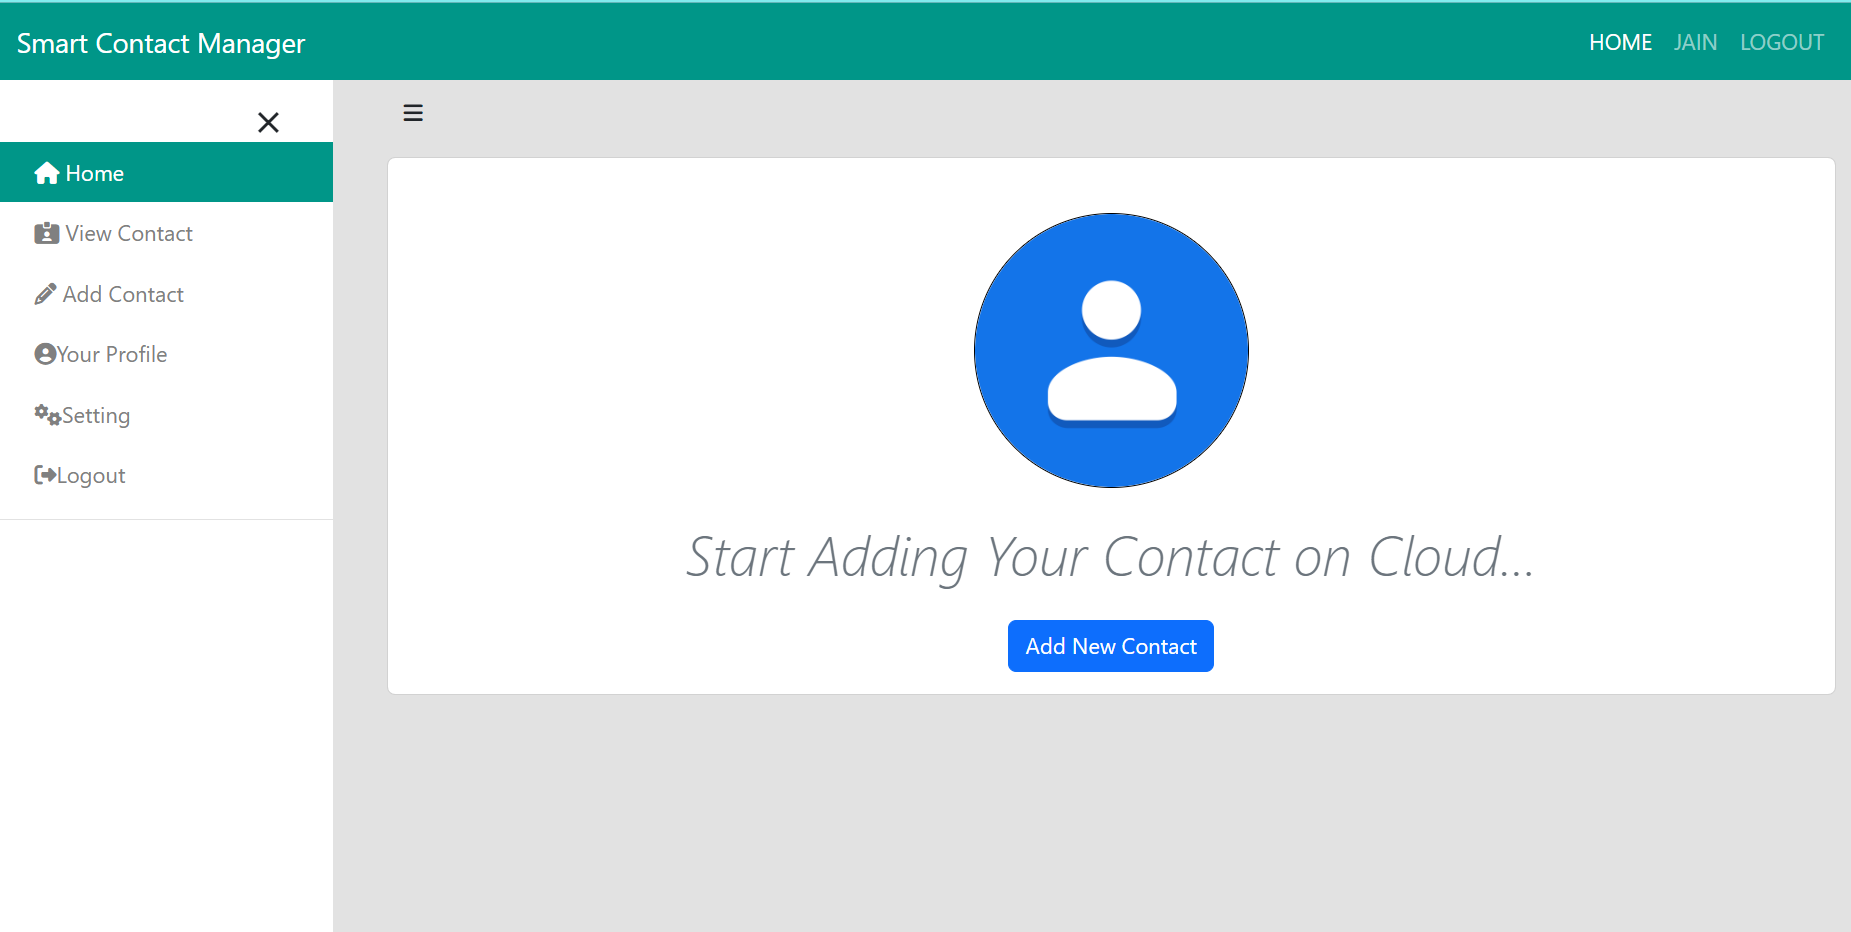 Smart Contact Manager
HOME JAIN LOGOUT
Home
View Contact
Add Contact
Your Profile
Setting
Logout
Start Adding Your Contact on Cloud...
Add New Contact